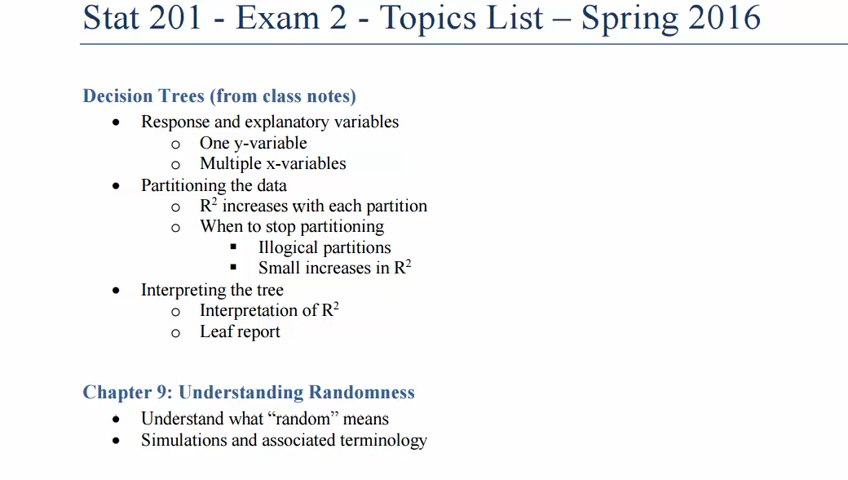 Stat 201 - Exam 2 - Topics List – Spring 2016
Decision Trees (from class notes)
• Response and explanatory variables
o One y-variable
o Multiple x-variables
• Partitioning the data
o R² increases with each partition
o When to stop partitioning
▪ Illogical partitions
▪ Small increases in R²
• Interpreting the tree
o Interpretation of R²
o Leaf report
Chapter 9: Understanding Randomness
• Understand what “random” means
• Simulations and associated terminology